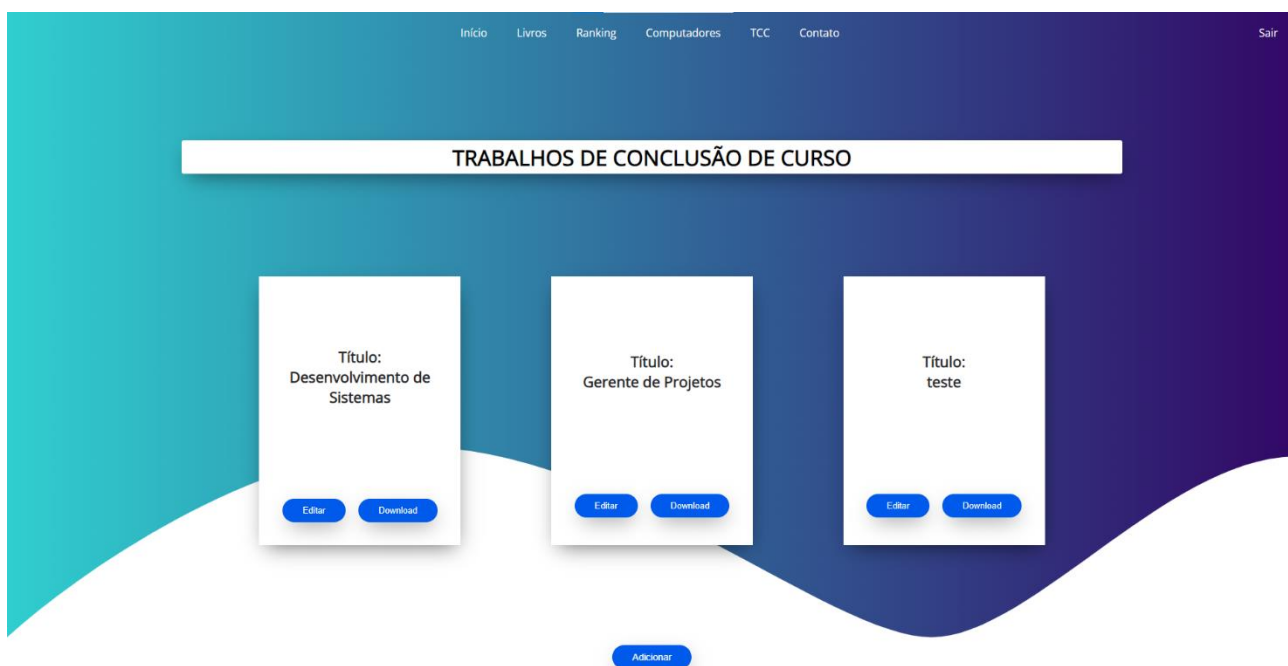 Início Livros Ranking Computadores TCC Contato Sair
TRABALHOS DE CONCLUSÃO DE CURSO
Título:
Desenvolvimento de
Sistemas
Editar Download
Título:
Gerente de Projetos
Editar Download
Título:
teste
Editar Download
Adicionar